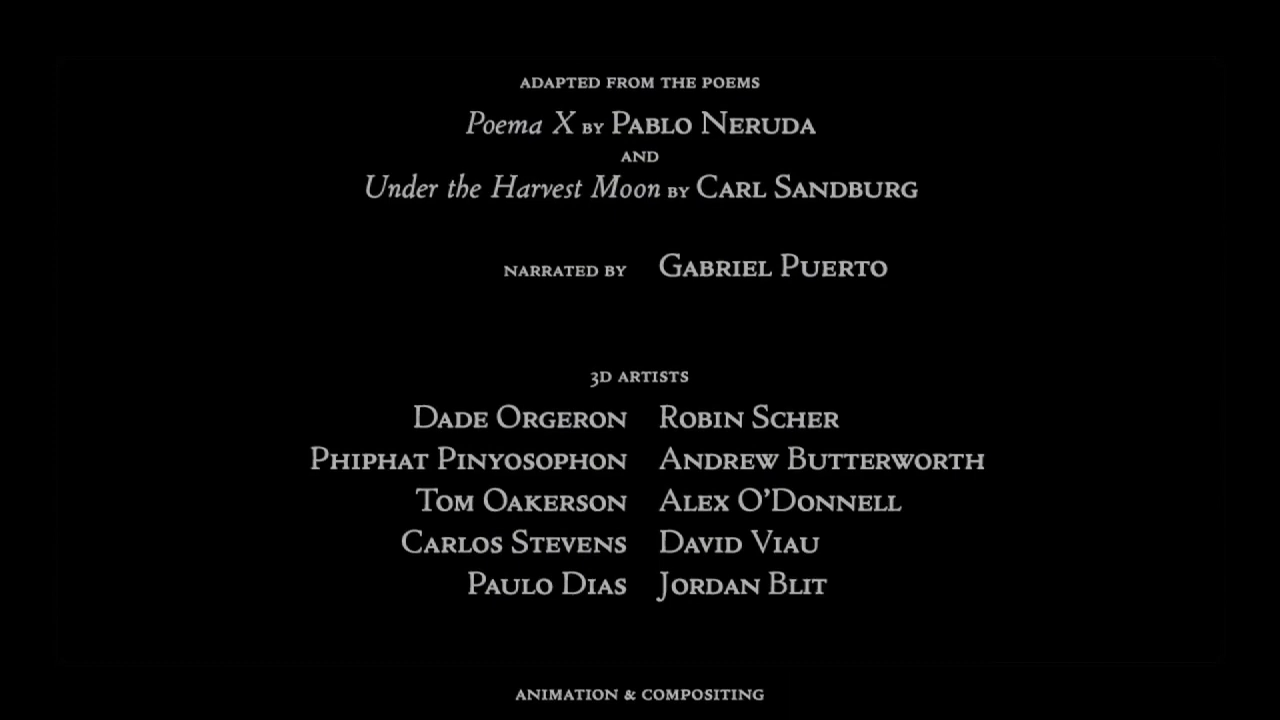 ADAPTED FROM THE POEMS
Poema X BY PABLO NERUDA
AND
Under the Harvest Moon BY CARL SANDBURG
NARRATED BY GABRIEL PUERTO
3D ARTISTS
DADE ORGERON ROBIN SCHER
PHIPHAT PINYOSOPHON ANDREW BUTTERWORTH
TOM OAKERSON ALEX O'DONNELL
CARLOS STEVENS DAVID VIAU
PAULO DIAS JORDAN BLIT
ANIMATION & COMPOSITING